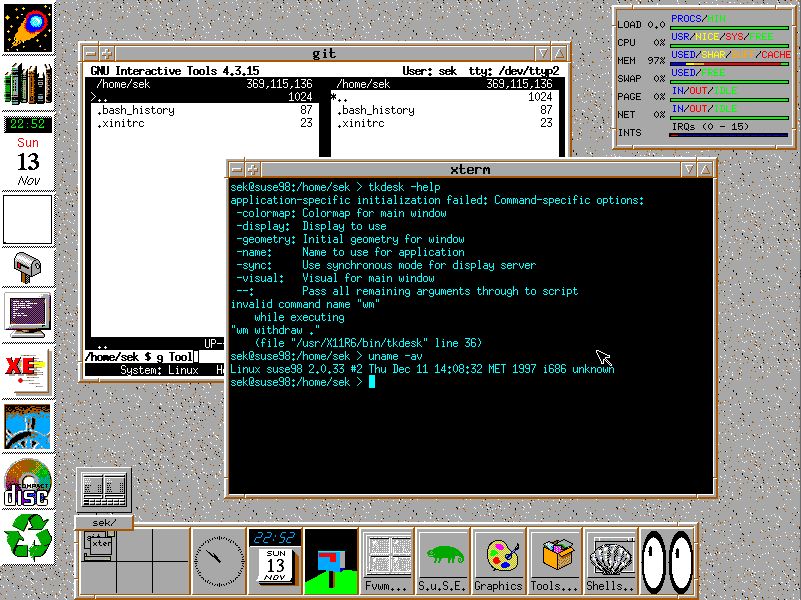 22:52
Sun
13
Nov
XE
COMPACT
disc
git
GNU Interactive Tools 4.3.15
User: sek tty: /dev/ttyp2
/home/sek 369,115,136
/home/sek 369,115,136
>.. 1024
*.. 1024
.bash_history 87
.bash_history 87
.xinitrc 23
.xinitrc 23
.. UP-
/home/sek $ g Tool
System: Linux
LOAD 0.0
PROCS/MIN
CPU 0%
USR/NICE/SYS/FREE
MEM 97%
USED/SHAR/ /CACHE
SWAP 0%
USED/FREE
PAGE 0%
IN/OUT/IDLE
NET 0%
IN/OUT/IDLE
INTS
IRQs (0 - 15)
xterm
sek@suse98:/home/sek > tkdesk -help
application-specific initialization failed: Command-specific options:
-colormap: Colormap for main window
-display: Display to use
-geometry: Initial geometry for window
-name: Name to use for application
-sync: Use synchronous mode for display server
-visual: Visual for main window
--: Pass all remaining arguments through to script
invalid command name "wm"
while executing
"wm withdraw ."
(file "/usr/X11R6/bin/tkdesk" line 36)
sek@suse98:/home/sek > uname -av
Linux suse98 2.0.33 #2 Thu Dec 11 14:08:32 MET 1997 i686 unknown
sek@suse98:/home/sek >
sek/
git
xter
22:52
SUN
13
NOV
Fvwm...
S.u.S.E.
Graphics
Tools...
Shells..